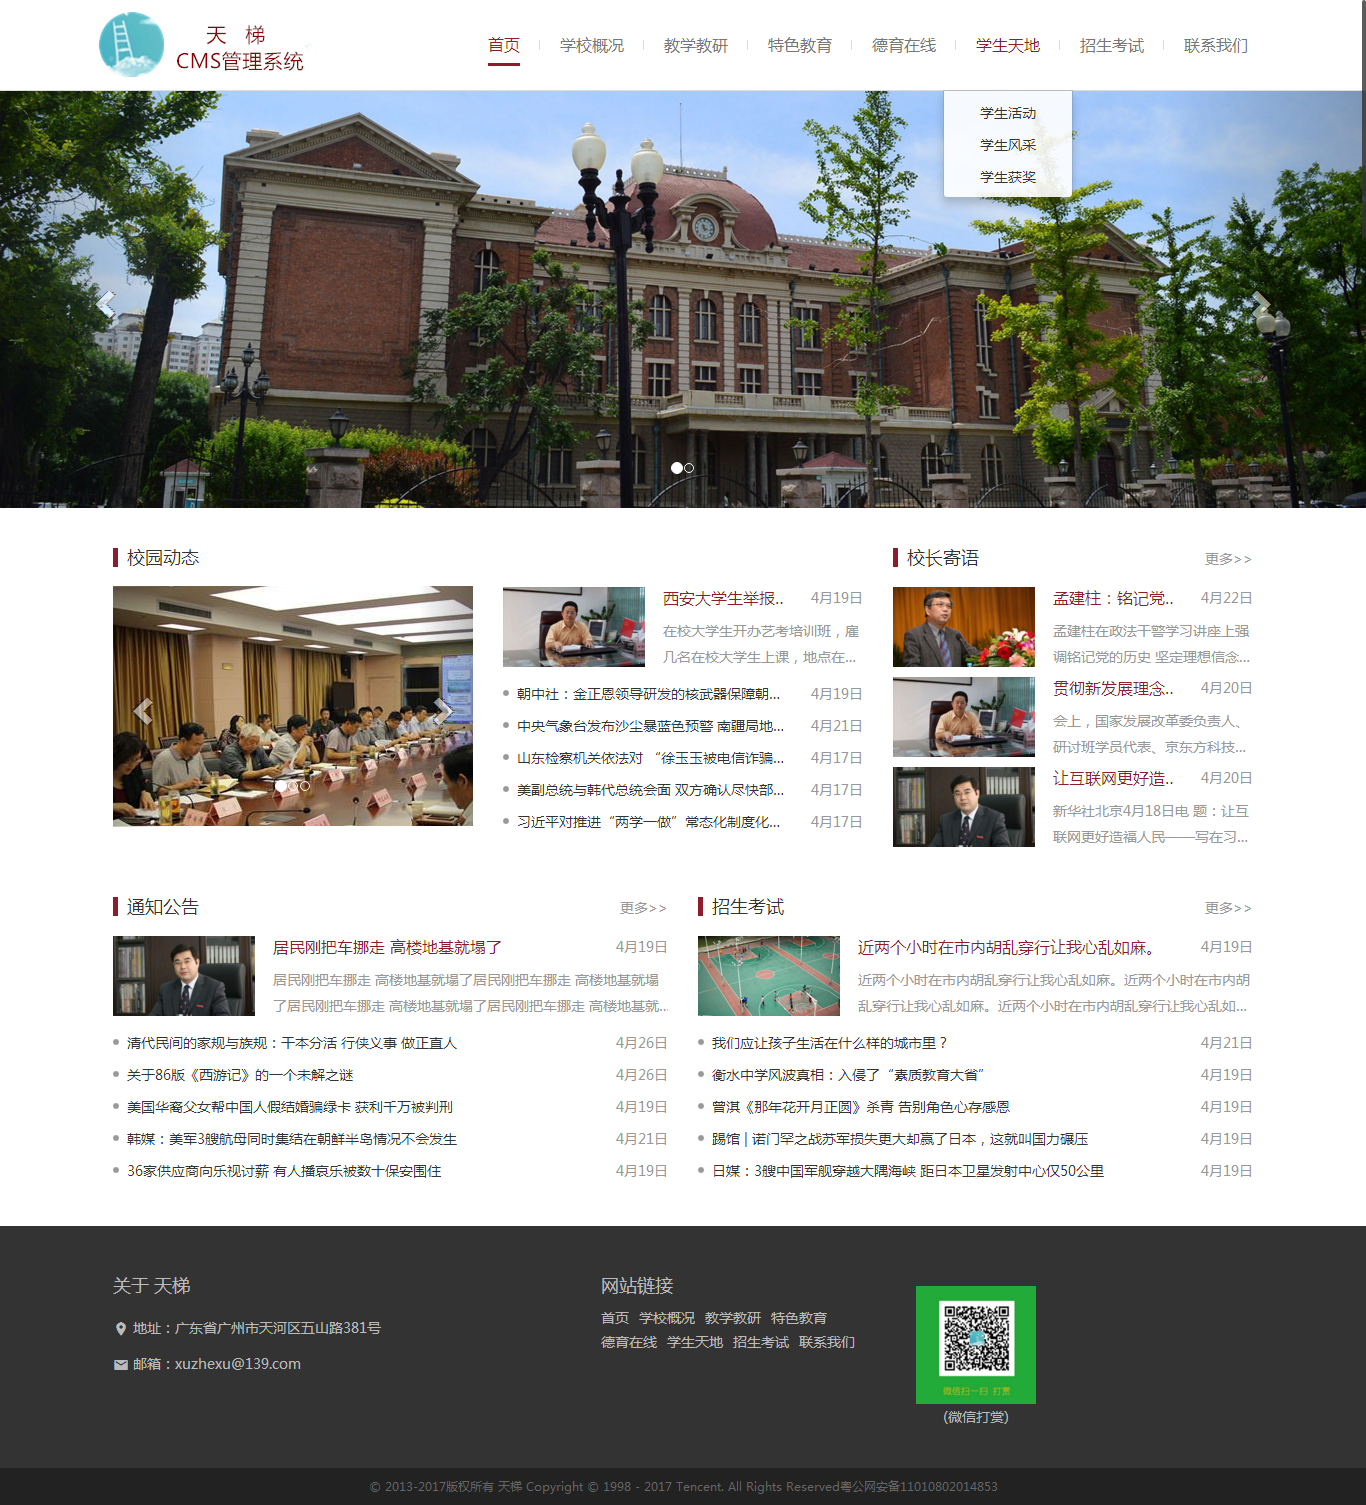 天 梯
CMS管理系统
首页
学校概况
教学教研
特色教育
德育在线
学生天地
招生考试
联系我们
学生活动
学生风采
学生获奖
校园动态
西安大学生举报.. 4月19日
在校大学生开办艺考培训班，雇
几名在校大学生上课，地点在...
朝中社：金正恩领导研发的核武器保障朝... 4月19日
中央气象台发布沙尘暴蓝色预警 南疆局地... 4月21日
山东检察机关依法对 “徐玉玉被电信诈骗... 4月17日
美副总统与韩代总统会面 双方确认尽快部... 4月17日
习近平对推进“两学一做”常态化制度化... 4月17日
校长寄语 更多>>
孟建柱：铭记党.. 4月22日
孟建柱在政法干警学习讲座上强
调铭记党的历史 坚定理想信念...
贯彻新发展理念.. 4月20日
会上，国家发展改革委负责人、
研讨班学员代表、京东方科技...
让互联网更好造.. 4月20日
新华社北京4月18日电 题：让互
联网更好造福人民——写在习...
通知公告 更多>>
居民刚把车挪走 高楼地基就塌了 4月19日
居民刚把车挪走 高楼地基就塌了居民刚把车挪走 高楼地基就塌
了居民刚把车挪走 高楼地基就塌了居民刚把车挪走 高楼地基就...
清代民间的家规与族规：干本分活 行侠义事 做正直人 4月26日
关于86版《西游记》的一个未解之谜 4月26日
美国华裔父女帮中国人假结婚骗绿卡 获利千万被判刑 4月19日
韩媒：美军3艘航母同时集结在朝鲜半岛情况不会发生 4月21日
36家供应商向乐视讨薪 有人播哀乐被数十保安围住 4月19日
招生考试 更多>>
近两个小时在市内胡乱穿行让我心乱如麻。 4月19日
近两个小时在市内胡乱穿行让我心乱如麻。近两个小时在市内胡
乱穿行让我心乱如麻。近两个小时在市内胡乱穿行让我心乱如...
我们应让孩子生活在什么样的城市里？ 4月21日
衡水中学风波真相：入侵了“素质教育大省” 4月19日
曾淇《那年花开月正圆》杀青 告别角色心存感恩 4月19日
踢馆 | 诺门罕之战苏军损失更大却赢了日本，这就叫国力碾压 4月19日
日媒：3艘中国军舰穿越大隅海峡 距日本卫星发射中心仅50公里 4月19日
关于 天梯
地址：广东省广州市天河区五山路381号
邮箱：xuzhexu@139.com
网站链接
首页 学校概况 教学教研 特色教育
德育在线 学生天地 招生考试 联系我们
微信扫一扫 打赏
(微信打赏)
© 2013-2017版权所有 天梯 Copyright © 1998 - 2017 Tencent. All Rights Reserved粤公网安备11010802014853